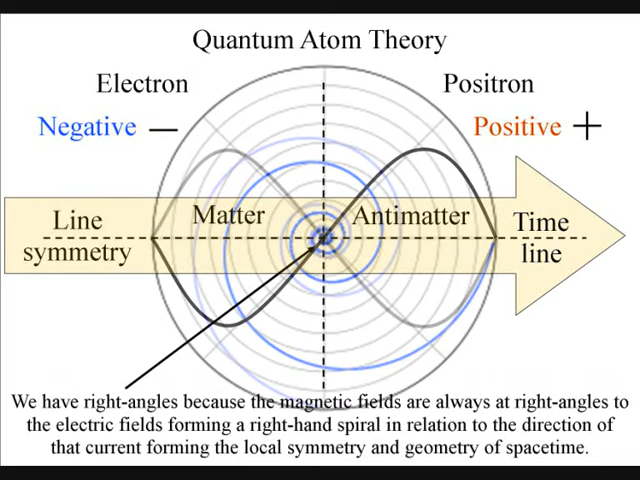 Quantum Atom Theory
Electron
Positron
Negative −
Positive +
Matter
Antimatter
Line
symmetry
Time
line
We have right-angles because the magnetic fields are always at right-angles to
the electric fields forming a right-hand spiral in relation to the direction of
that current forming the local symmetry and geometry of spacetime.